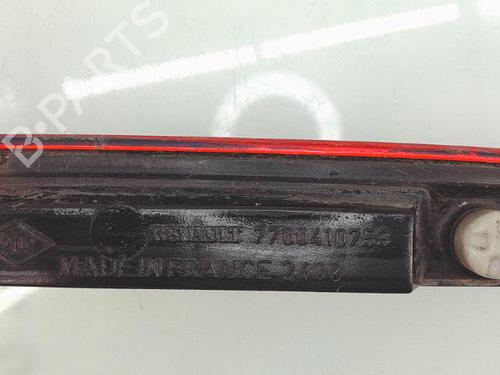 B-PARTS
RENAULT 7700410753
MADE IN FRANCE